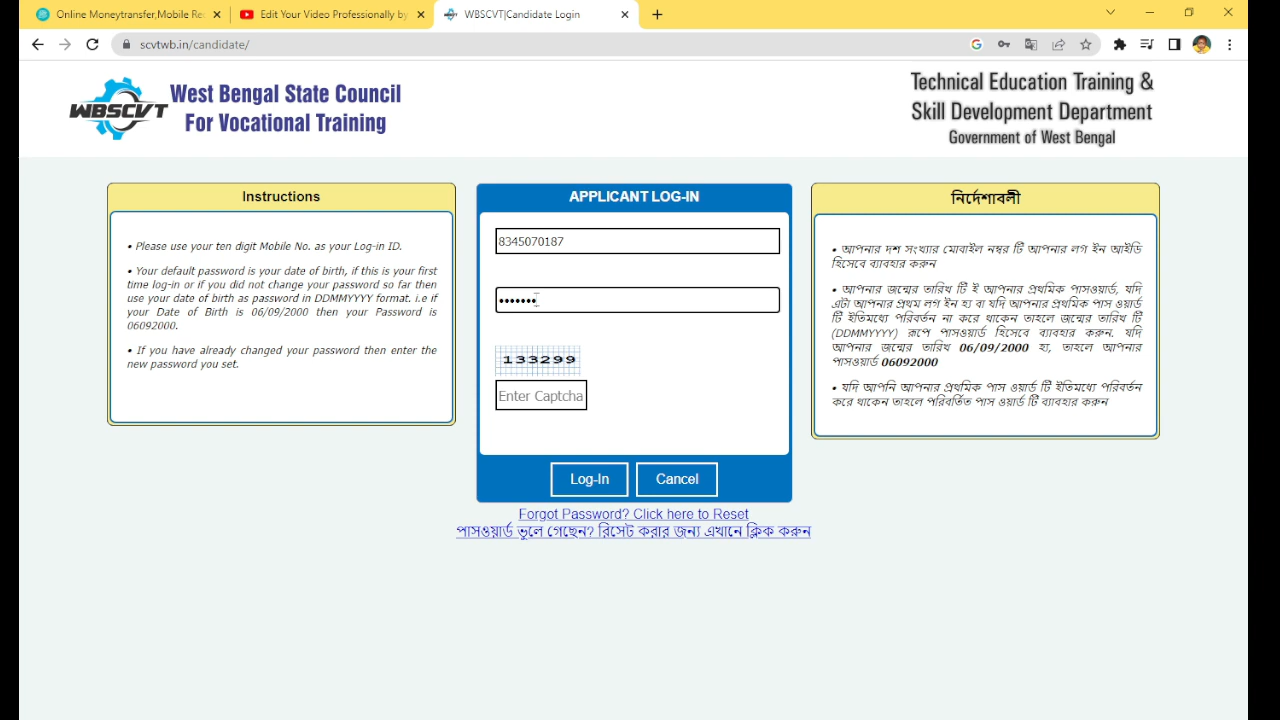 Online Moneytransfer,Mobile Re
Edit Your Video Professionally by
WBSCVT|Candidate Login
scvtwb.in/candidate/
WBSCVT
West Bengal State Council
For Vocational Training
Technical Education Training &
Skill Development Department
Government of West Bengal
Instructions
• Please use your ten digit Mobile No. as your Log-in ID.
• Your default password is your date of birth, if this is your first
time log-in or if you did not change your password so far then
use your date of birth as password in DDMMYYYY format. i.e if
your Date of Birth is 06/09/2000 then your Password is
06092000.
• If you have already changed your password then enter the
new password you set.
APPLICANT LOG-IN
8345070187
•••••••
133299
Enter Captcha
Log-In
Cancel
Forgot Password? Click here to Reset
পাসওয়ার্ড ভুলে গেছেন? রিসেট করার জন্য এখানে ক্লিক করুন
নির্দেশাবলী
• আপনার দশ সংখ্যার মোবাইল নম্বর টি আপনার লগ ইন আইডি
হিসেবে ব্যাবহার করুন
• আপনার জন্মের তারিখ টি ই আপনার প্রাথমিক পাসওয়ার্ড, যদি
এটা আপনার প্রথম লগ ইন হয় বা যদি আপনার প্রাথমিক পাস ওয়ার্ড
টি ইতিমধ্যে পরিবর্তন না করে থাকেন তাহলে জন্মের তারিখ টি
(DDMMYYYY) রূপে পাসওয়ার্ড হিসেবে ব্যাবহার করুন. যদি
আপনার জন্মের তারিখ 06/09/2000 হয়, তাহলে আপনার
পাসওয়ার্ড 06092000
• যদি আপনি আপনার প্রাথমিক পাস ওয়ার্ড টি ইতিমধ্যে পরিবর্তন
করে থাকেন তাহলে পরিবর্তিত পাস ওয়ার্ড টি ব্যাবহার করুন